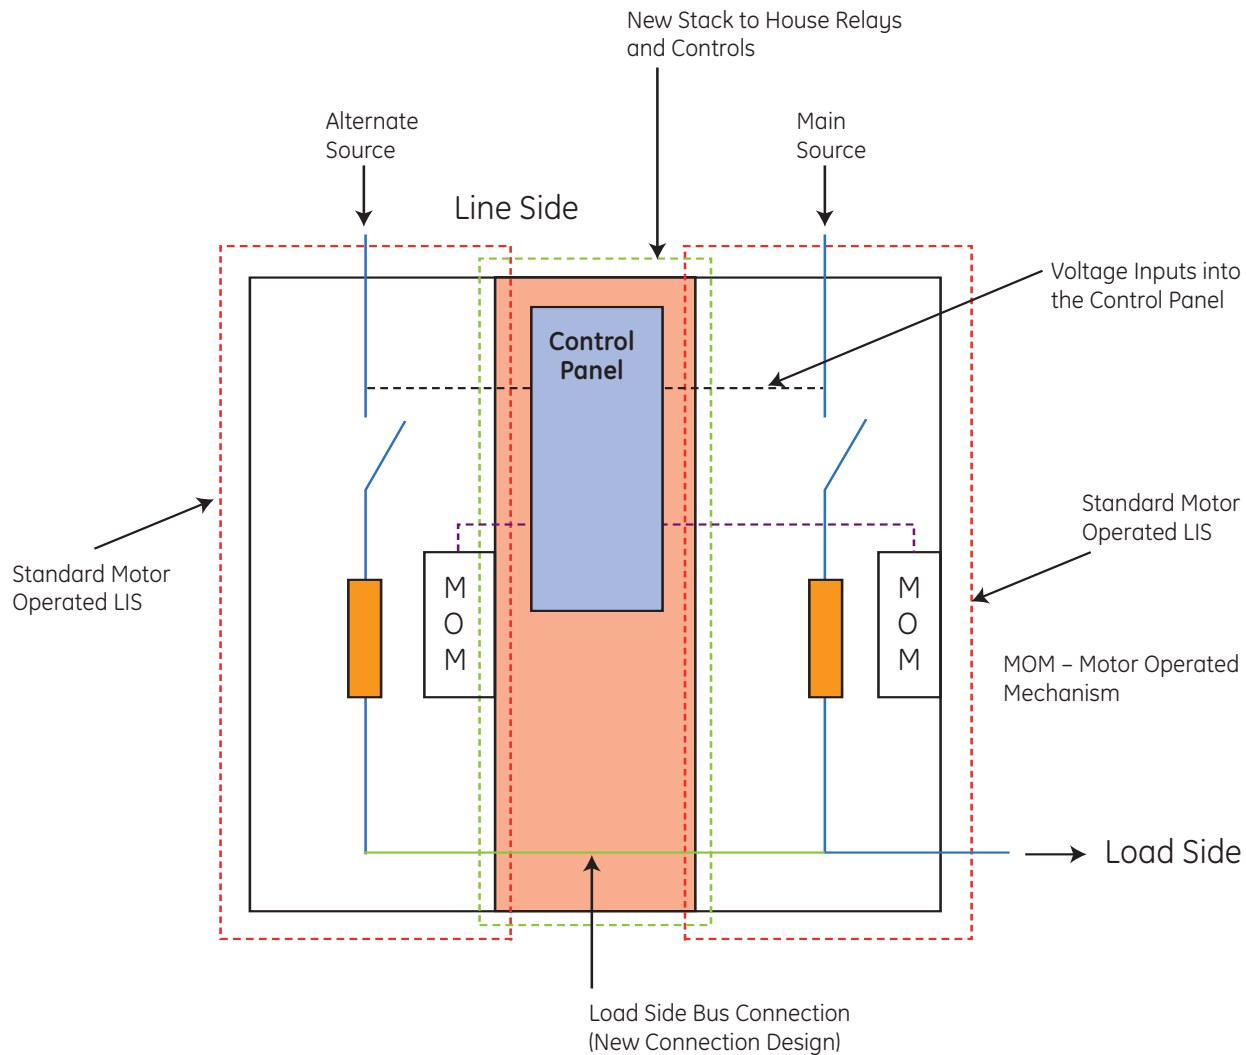 New Stack to House Relays
and Controls
Alternate
Source
Main
Source
Line Side
Voltage Inputs into
the Control Panel
Control
Panel
Standard Motor
Operated LIS
Standard Motor
Operated LIS
M
O
M
M
O
M
MOM – Motor Operated
Mechanism
Load Side
Load Side Bus Connection
(New Connection Design)